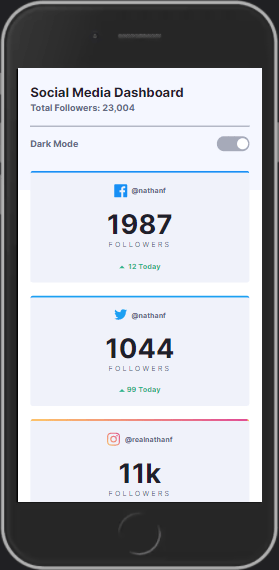 Social Media Dashboard
Total Followers: 23,004
Dark Mode
@nathanf
1987
FOLLOWERS
12 Today
@nathanf
1044
FOLLOWERS
99 Today
@realnathanf
11k
FOLLOWERS